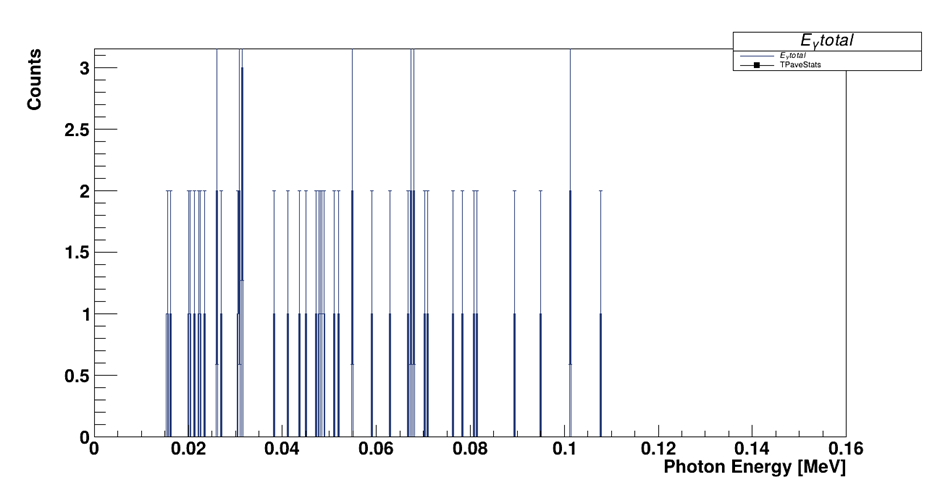 EγTotal
Eγtotal
TPaveStats
Counts
3
2.5
2
1.5
1
0.5
0
0 0.02 0.04 0.06 0.08 0.1 0.12 0.14 0.16
Photon Energy [MeV]